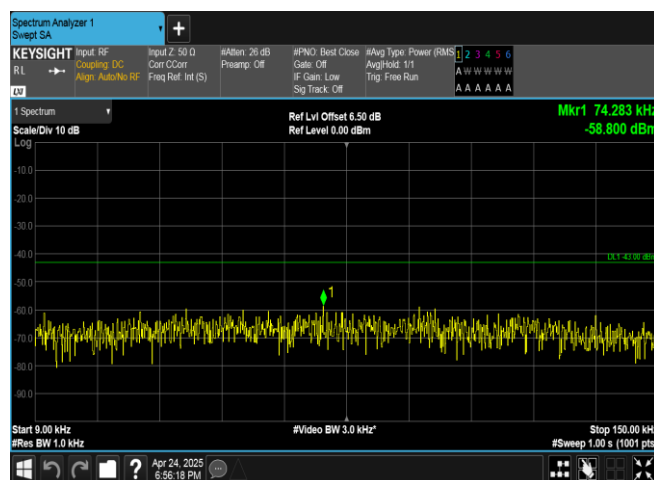 Spectrum Analyzer 1
Swept SA
+
KEYSIGHT Input: RF Input Z: 50 Ω #Atten: 26 dB #PNO: Best Close #Avg Type: Power (RMS 1 2 3 4 5 6
RL Coupling: DC Corr CCorr Preamp: Off Gate: Off Avg|Hold: 1/1 A W W W W W
Align: Auto/No RF Freq Ref: Int (S) IF Gain: Low Trig: Free Run
LXI Sig Track: Off A A A A A A
1 Spectrum Ref Lvl Offset 6.50 dB Mkr1 74.283 kHz
Scale/Div 10 dB Ref Level 0.00 dBm -58.800 dBm
Log
-10.0
-20.0
-30.0
-40.0
DL1 -43.00 dBm
-50.0
1
-60.0
-70.0
-80.0
-90.0
Start 9.00 kHz #Video BW 3.0 kHz* Stop 150.00 kHz
#Res BW 1.0 kHz #Sweep 1.00 s (1001 pts
? Apr 24, 2025
6:56:18 PM